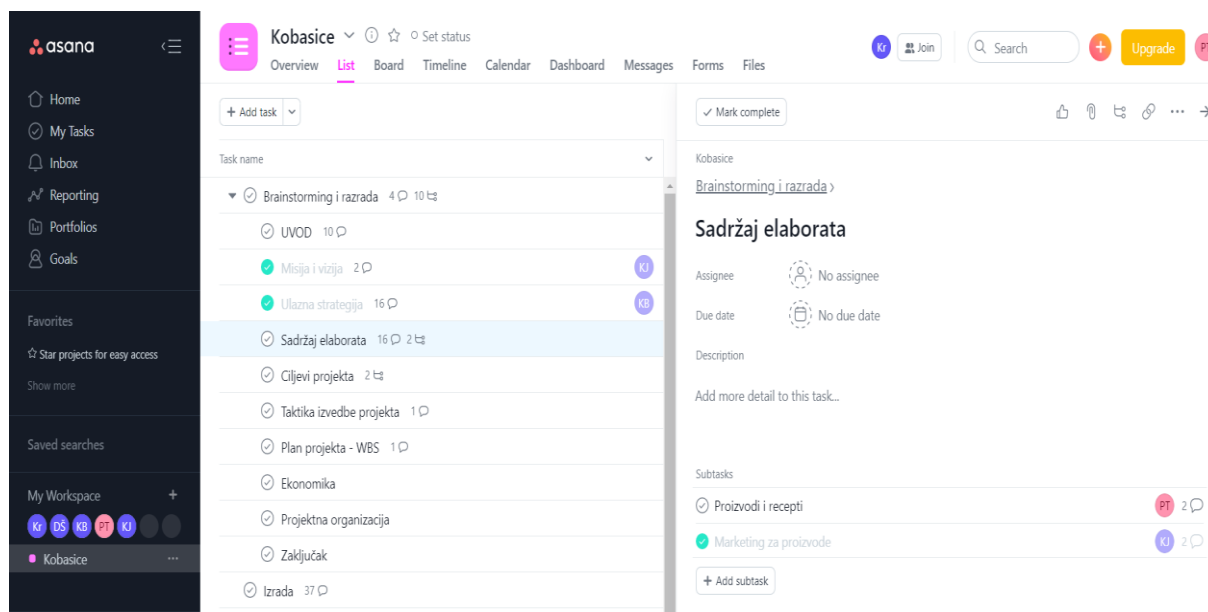 asana
Home
My Tasks
Inbox
Reporting
Portfolios
Goals
Favorites
Star projects for easy access
Show more
Saved searches
My Workspace +
Kr DŠ KB PT KJ
Kobasice ...
Kobasice Set status
Overview List Board Timeline Calendar Dashboard Messages Forms Files
Kr Join Search + Upgrade PT
+ Add task
Task name
Brainstorming i razrada 4 10
UVOD 10
Misija i vizija 2 KJ
Ulazna strategija 16 KB
Sadržaj elaborata 16 2
Ciljevi projekta 2
Taktika izvedbe projekta 1
Plan projekta - WBS 1
Ekonomika
Projektna organizacija
Zaključak
Izrada 37
Mark complete
Kobasice
Brainstorming i razrada ›
Sadržaj elaborata
Assignee No assignee
Due date No due date
Description
Add more detail to this task...
Subtasks
Proizvodi i recepti PT 2
Marketing za proizvode KJ 2
+ Add subtask